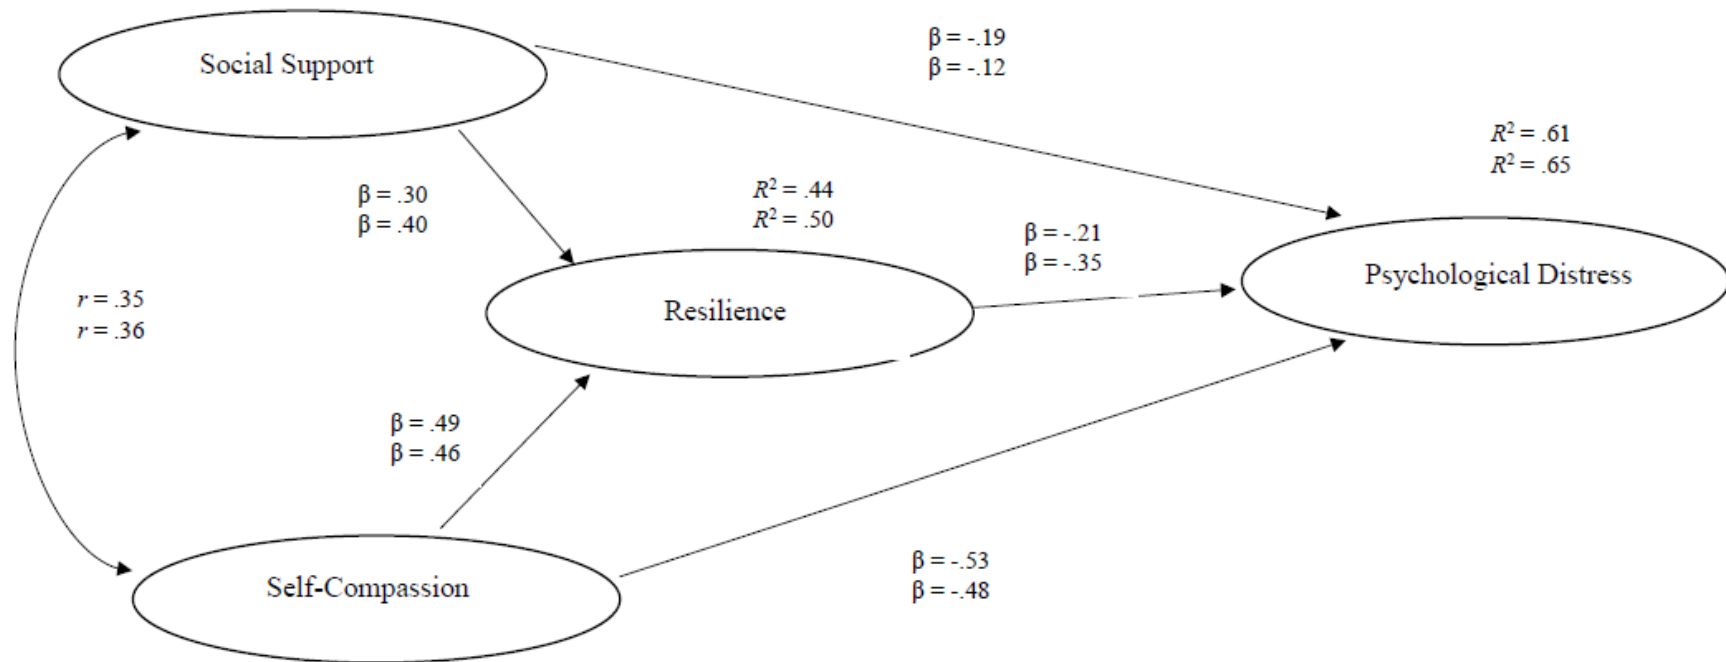 Social Support
β = -.19
β = -.12
R² = .61
R² = .65
β = .30
β = .40
R² = .44
R² = .50
β = -.21
β = -.35
Psychological Distress
r = .35
r = .36
Resilience
β = .49
β = .46
β = -.53
β = -.48
Self-Compassion